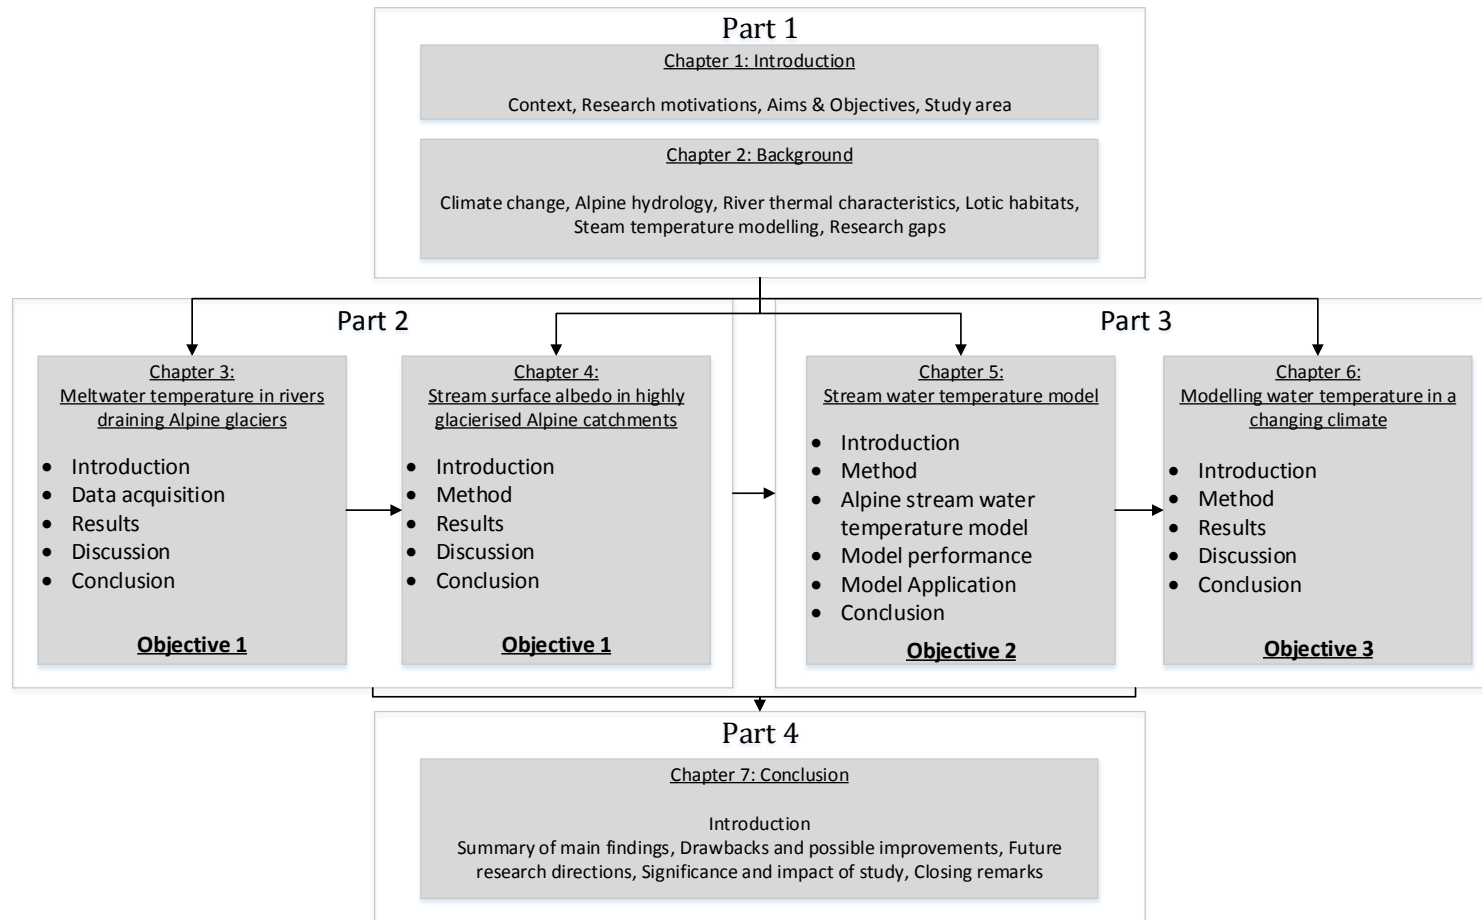 Part 1
Chapter 1: Introduction
Context, Research motivations, Aims & Objectives, Study area
Chapter 2: Background
Climate change, Alpine hydrology, River thermal characteristics, Lotic habitats,
Steam temperature modelling, Research gaps
Part 2
Chapter 3:
Meltwater temperature in rivers
draining Alpine glaciers
• Introduction
• Data acquisition
• Results
• Discussion
• Conclusion
Objective 1
Chapter 4:
Stream surface albedo in highly
glacierised Alpine catchments
• Introduction
• Method
• Results
• Discussion
• Conclusion
Objective 1
Part 3
Chapter 5:
Stream water temperature model
• Introduction
• Method
• Alpine stream water
temperature model
• Model performance
• Model Application
• Conclusion
Objective 2
Chapter 6:
Modelling water temperature in a
changing climate
• Introduction
• Method
• Results
• Discussion
• Conclusion
Objective 3
Part 4
Chapter 7: Conclusion
Introduction
Summary of main findings, Drawbacks and possible improvements, Future
research directions, Significance and impact of study, Closing remarks